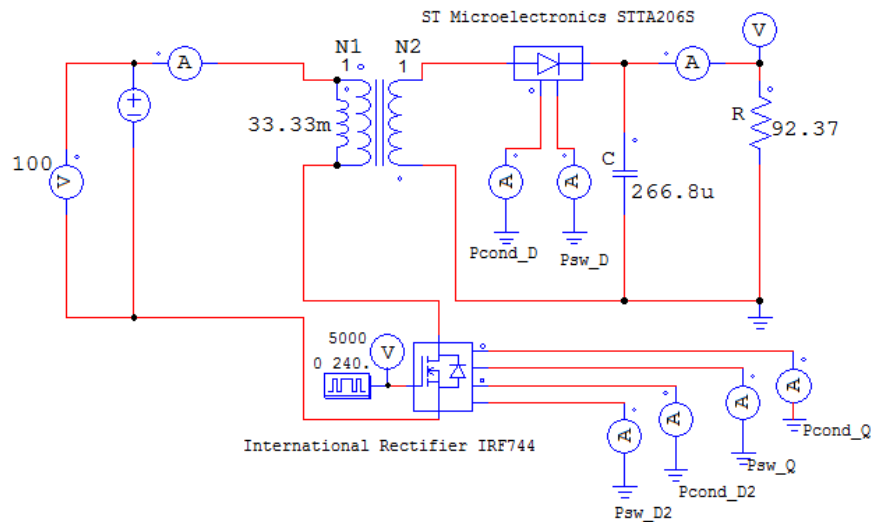 ST Microelectronics STTA206S
V
N1 N2
A
1 1
A
33.33m
R
92.37
100
V
C
A
A
266.8u
Pcond_D
Psw_D
5000
V
0 240.
A
A
A
A
Pcond_Q
International Rectifier IRF744
Psw_Q
Pcond_D2
Psw_D2